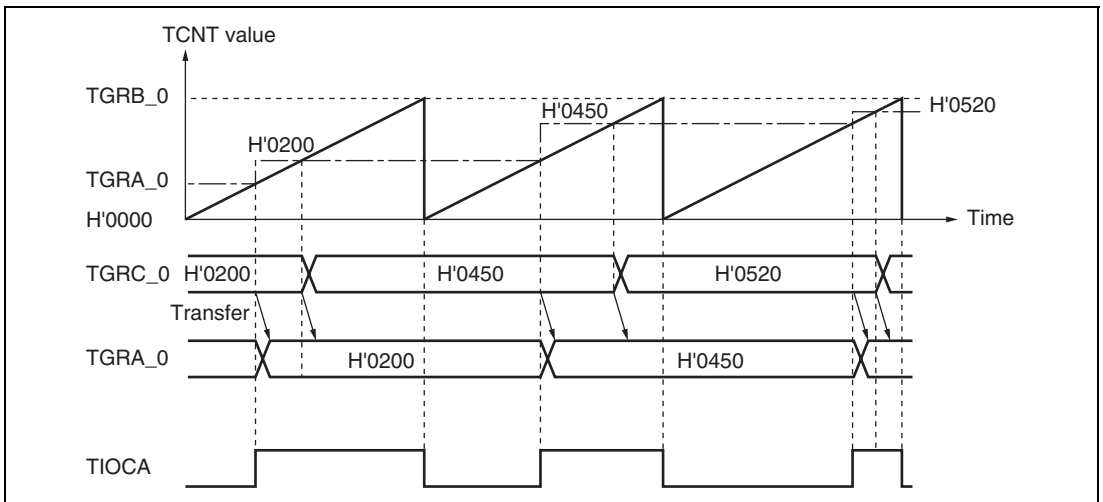 TCNT value
TGRB_0
H'0520
H'0450
H'0200
TGRA_0
H'0000
Time
TGRC_0 H'0200 H'0450 H'0520
Transfer
TGRA_0 H'0200 H'0450
TIOCA